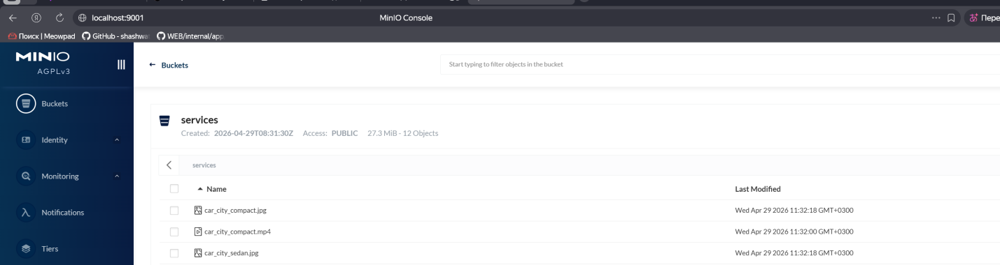 localhost:9001
MinIO Console
Поиск | Meowpad GitHub - shashwa WEB/internal/app
MINIO
AGPLv3
Buckets
Start typing to filter objects in the bucket
Buckets
services
Created: 2026-04-29T08:31:30Z Access: PUBLIC 27.3 MiB - 12 Objects
Identity
services
Monitoring
Name Last Modified
car_city_compact.jpg Wed Apr 29 2026 11:32:18 GMT+0300
Notifications
car_city_compact.mp4 Wed Apr 29 2026 11:32:00 GMT+0300
Tiers
car_city_sedan.jpg Wed Apr 29 2026 11:32:18 GMT+0300